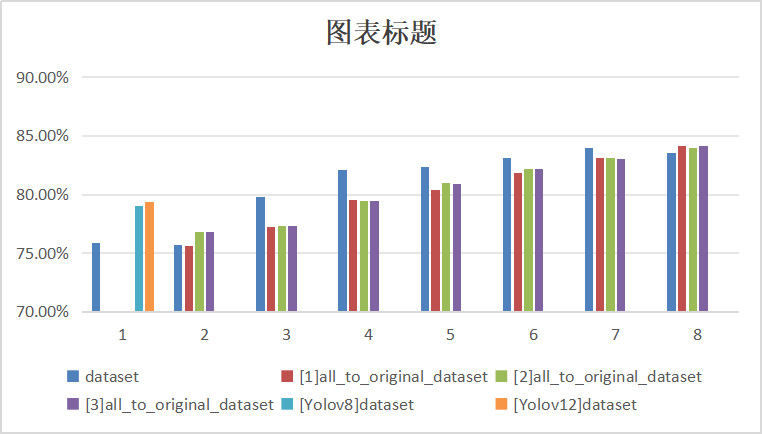 图表标题
90.00%
85.00%
80.00%
75.00%
70.00%
1 2 3 4 5 6 7 8
dataset [1]all_to_original_dataset [2]all_to_original_dataset
[3]all_to_original_dataset [Yolov8]dataset [Yolov12]dataset